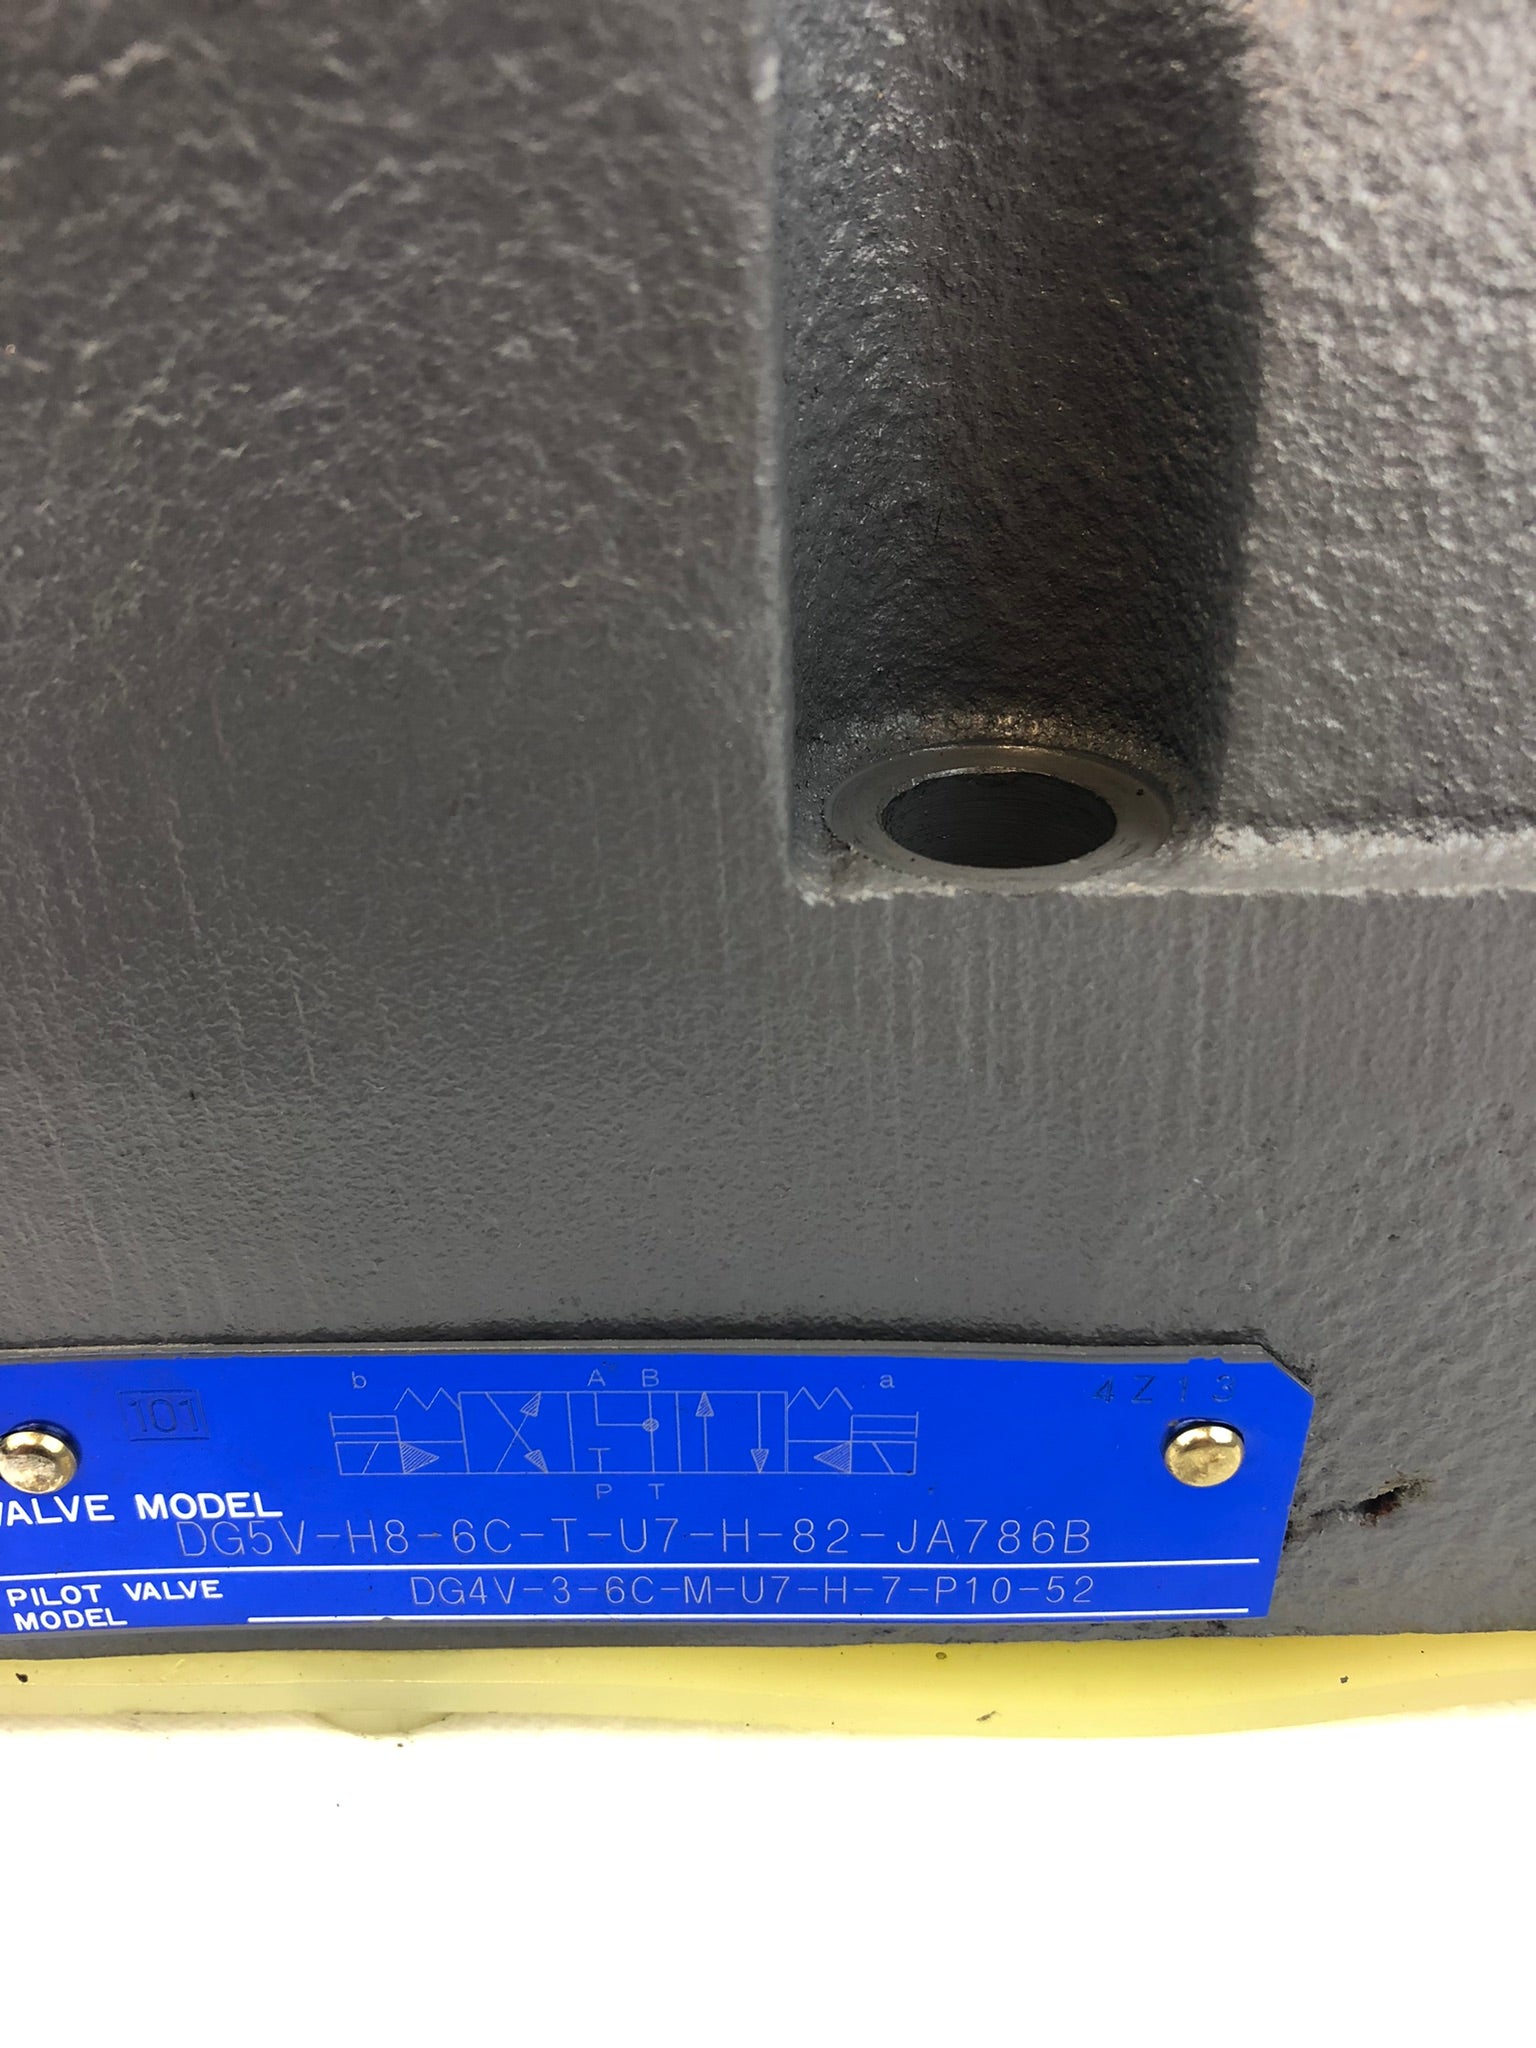 b A B a 4Z13
101
T
P T
VALVE MODEL
DG5V-H8-6C-T-U7-H-82-JA786B
PILOT VALVE DG4V-3-6C-M-U7-H-7-P10-52
MODEL